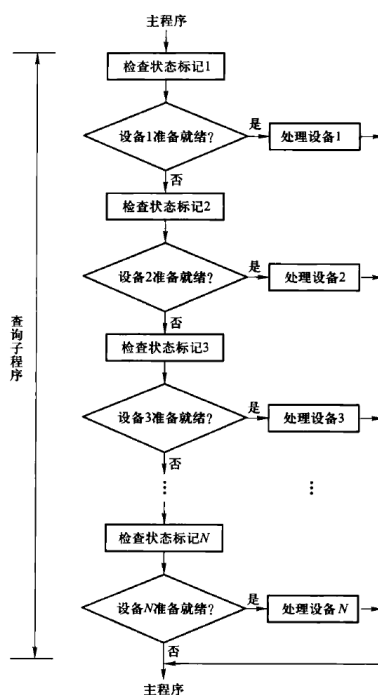 主程序
检查状态标记1
设备1准备就绪?
是
处理设备1
否
检查状态标记2
设备2准备就绪?
是
处理设备2
否
检查状态标记3
设备3准备就绪?
是
处理设备3
否
⋮
⋮
检查状态标记N
设备N准备就绪?
是
处理设备N
否
主程序
查询子程序